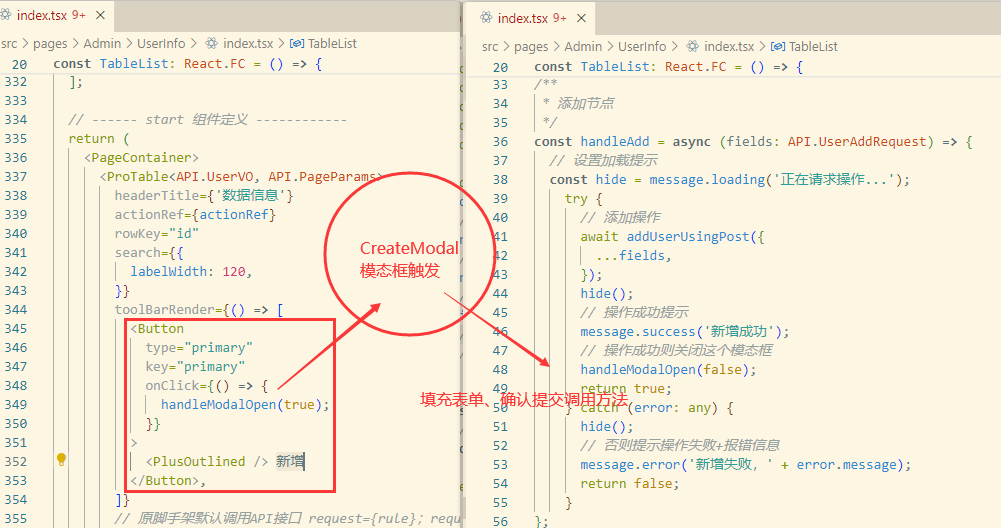 index.tsx 9+ ×
src > pages > Admin > UserInfo > index.tsx > TableList
20 const TableList: React.FC = () => {
332 ];
333
334 // ------ start 组件定义 ------------
335 return (
336 <PageContainer>
337 <ProTable<API.UserVO, API.PageParams>
338 headerTitle={'数据信息'}
339 actionRef={actionRef}
340 rowKey="id"
341 search={{
342 labelWidth: 120,
343 }}
344 toolBarRender={() => [
345 <Button
346 type="primary"
347 key="primary"
348 onClick={() => {
349 handleModalOpen(true);
350 }}
351 >
352 <PlusOutlined /> 新增
353 </Button>,
354 ]}
355 // 原脚手架默认调用API接口 request={rule}; requ
CreateModal
模态框触发
填充表单、确认提交调用方法
index.tsx 9+ ×
src > pages > Admin > UserInfo > index.tsx > TableList
20 const TableList: React.FC = () => {
33 /**
34 * 添加节点
35 */
36 const handleAdd = async (fields: API.UserAddRequest) => {
37 // 设置加载提示
38 const hide = message.loading('正在请求操作...');
39 try {
40 // 添加操作
41 await addUserUsingPost({
42 ...fields,
43 });
44 hide();
45 // 操作成功提示
46 message.success('新增成功');
47 // 操作成功则关闭这个模态框
48 handleModalOpen(false);
49 return true;
50 } catch (error: any) {
51 hide();
52 // 否则提示操作失败+报错信息
53 message.error('新增失败, ' + error.message);
54 return false;
55 }
56 };